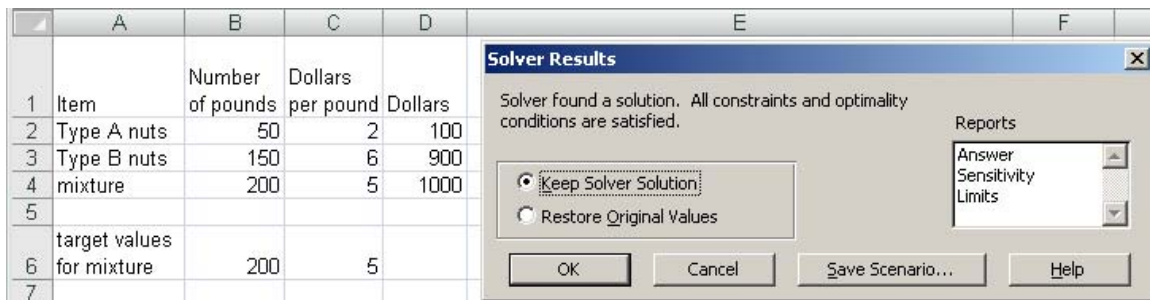 A B C D E F
Number Dollars
1 Item of pounds per pound Dollars
2 Type A nuts 50 2 100
3 Type B nuts 150 6 900
4 mixture 200 5 1000
5
target values
6 for mixture 200 5
7
Solver Results
Solver found a solution. All constraints and optimality
conditions are satisfied.
Reports
Answer
Sensitivity
Limits
Keep Solver Solution
Restore Original Values
OK Cancel Save Scenario... Help